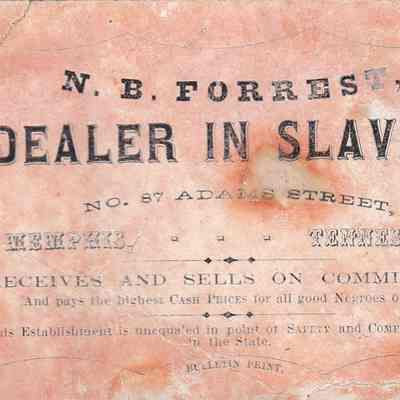 N. B. FORREST,
DEALER IN SLAV
NO. 87 ADAMS STREET,
MEMPHIS, - - - TENNES
RECEIVES AND SELLS ON COMMI
And pays the highest CASH PRICES for all good Negroes o
Establishment is unequaled in point of SAFETY and COMF
in the State.
BULLETIN PRINT.